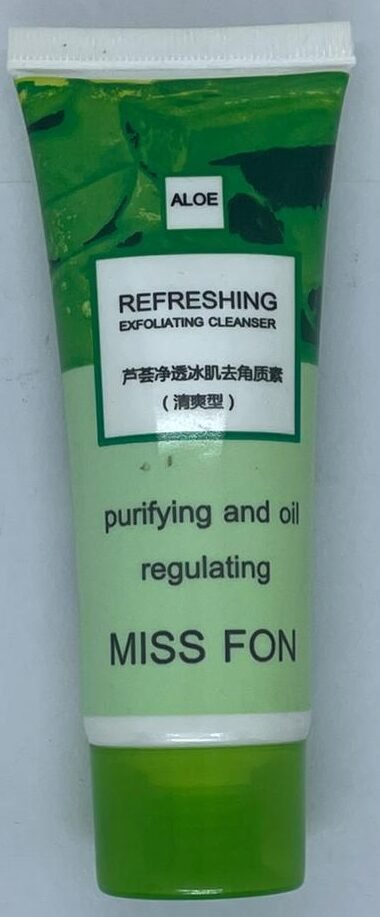 ALOE
REFRESHING
EXFOLIATING CLEANSER
芦荟净透冰肌去角质素
（清爽型）
purifying and oil
regulating
MISS FON